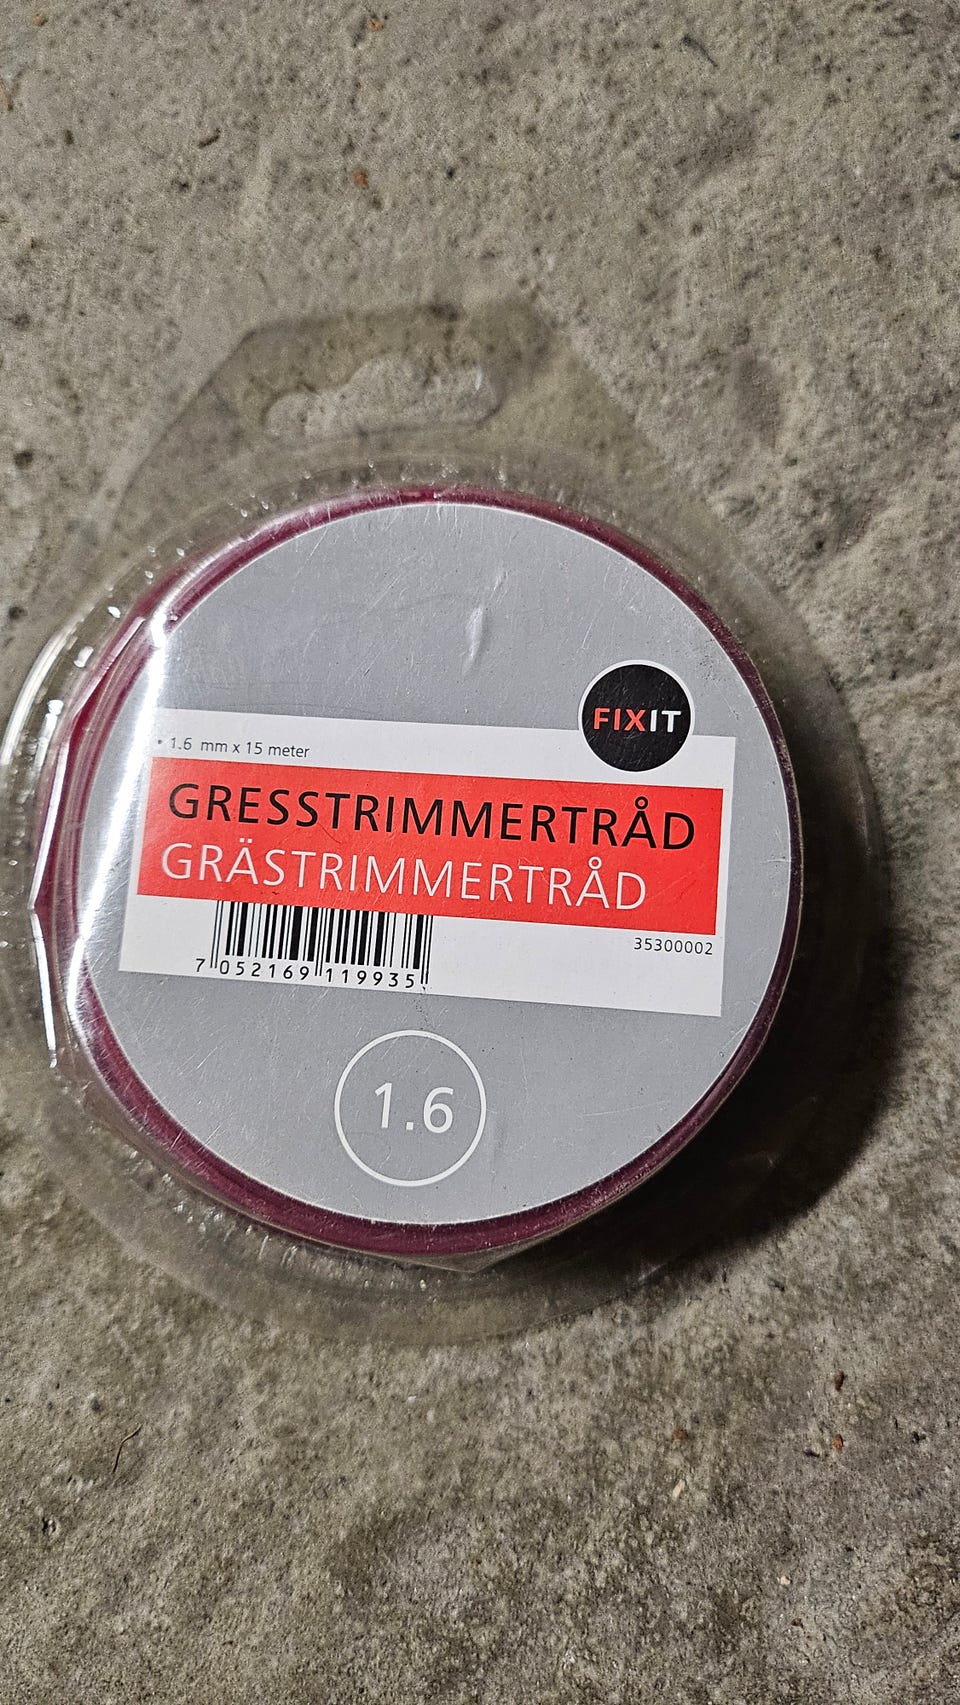 FIXIT
• 1.6 mm x 15 meter
GRESSTRIMMERTRÅD
GRÄSTRIMMERTRÅD
35300002
7 052169 119935
1.6